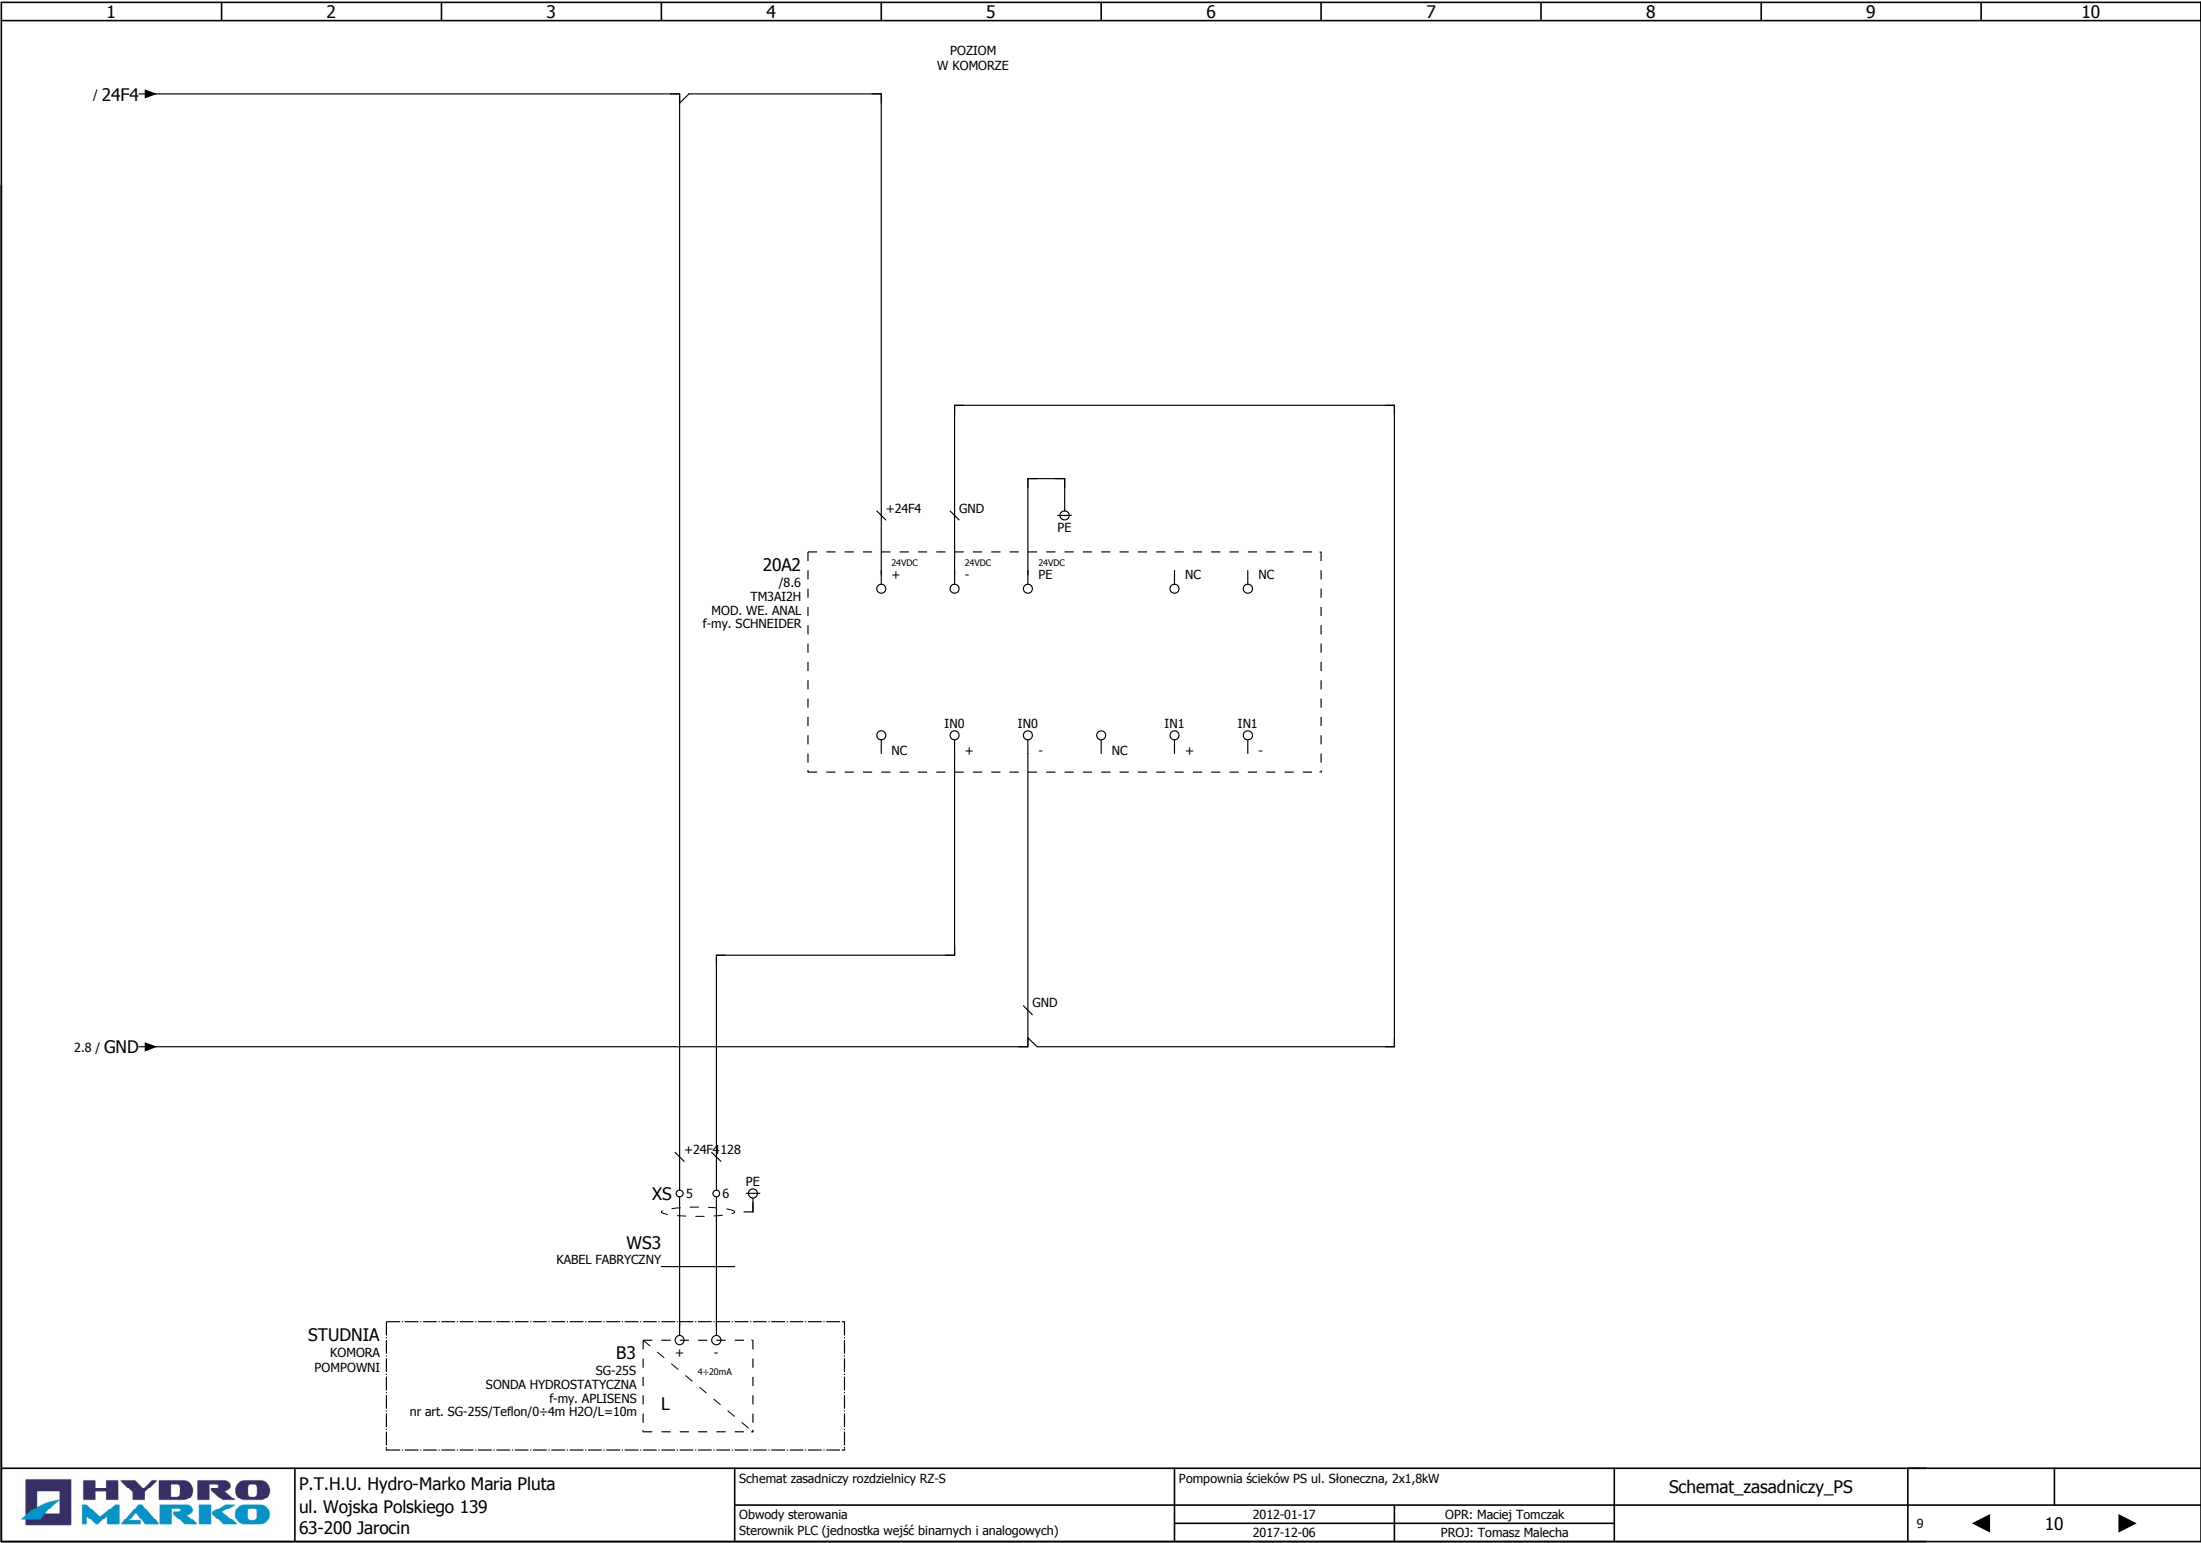 1 2 3 4 5 6 7 8 9 10
POZIOM
W KOMORZE
/ 24F4
+24F4
GND
PE
20A2
/8.6
TM3AI2H
MOD. WE. ANAL
f-my. SCHNEIDER
24VDC
+
24VDC
-
24VDC
PE
NC
NC
NC
IN0
+
IN0
-
NC
IN1
+
IN1
-
GND
2.8 / GND
+24F4
128
XS 5 6
PE
WS3
KABEL FABRYCZNY
STUDNIA
KOMORA
POMPOWNI
B3
SG-25S
SONDA HYDROSTATYCZNA
f-my. APLISENS
nr art. SG-25S/Teflon/0÷4m H2O/L=10m
+ -
4÷20mA
L
HYDRO
MARKO
P.T.H.U. Hydro-Marko Maria Pluta
ul. Wojska Polskiego 139
63-200 Jarocin
Schemat zasadniczy rozdzielnicy RZ-S
Obwody sterowania
Sterownik PLC (jednostka wejść binarnych i analogowych)
Pompownia ścieków PS ul. Słoneczna, 2x1,8kW
2012-01-17
OPR: Maciej Tomczak
2017-12-06
PROJ: Tomasz Malecha
Schemat_zasadniczy_PS
9
10